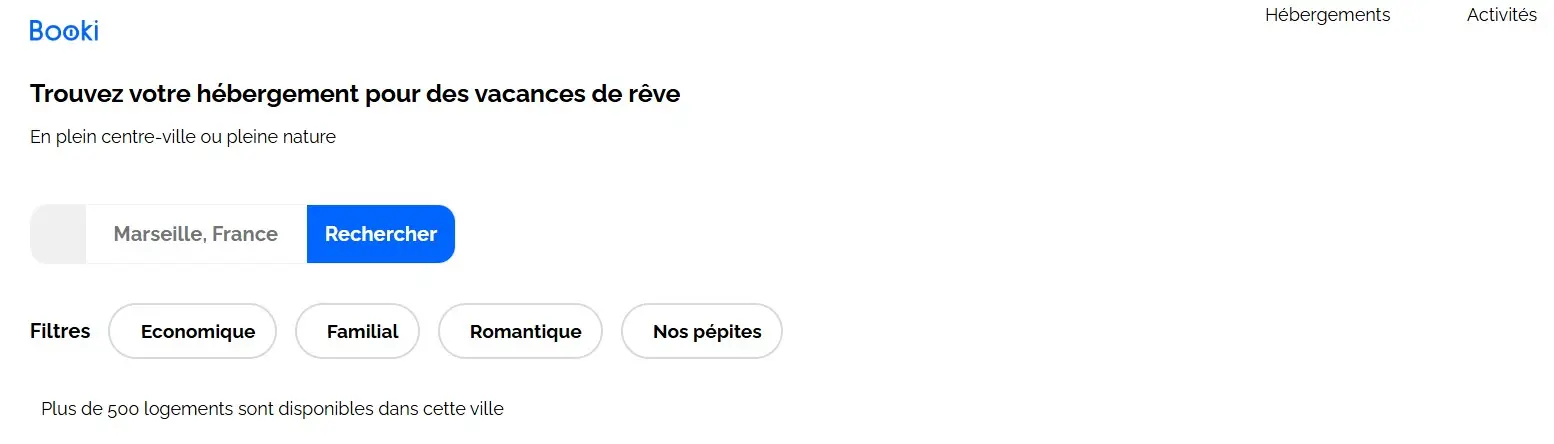 Booki
Hébergements
Activités
Trouvez votre hébergement pour des vacances de rêve
En plein centre-ville ou pleine nature
Marseille, France
Rechercher
Filtres
Economique
Familial
Romantique
Nos pépites
Plus de 500 logements sont disponibles dans cette ville